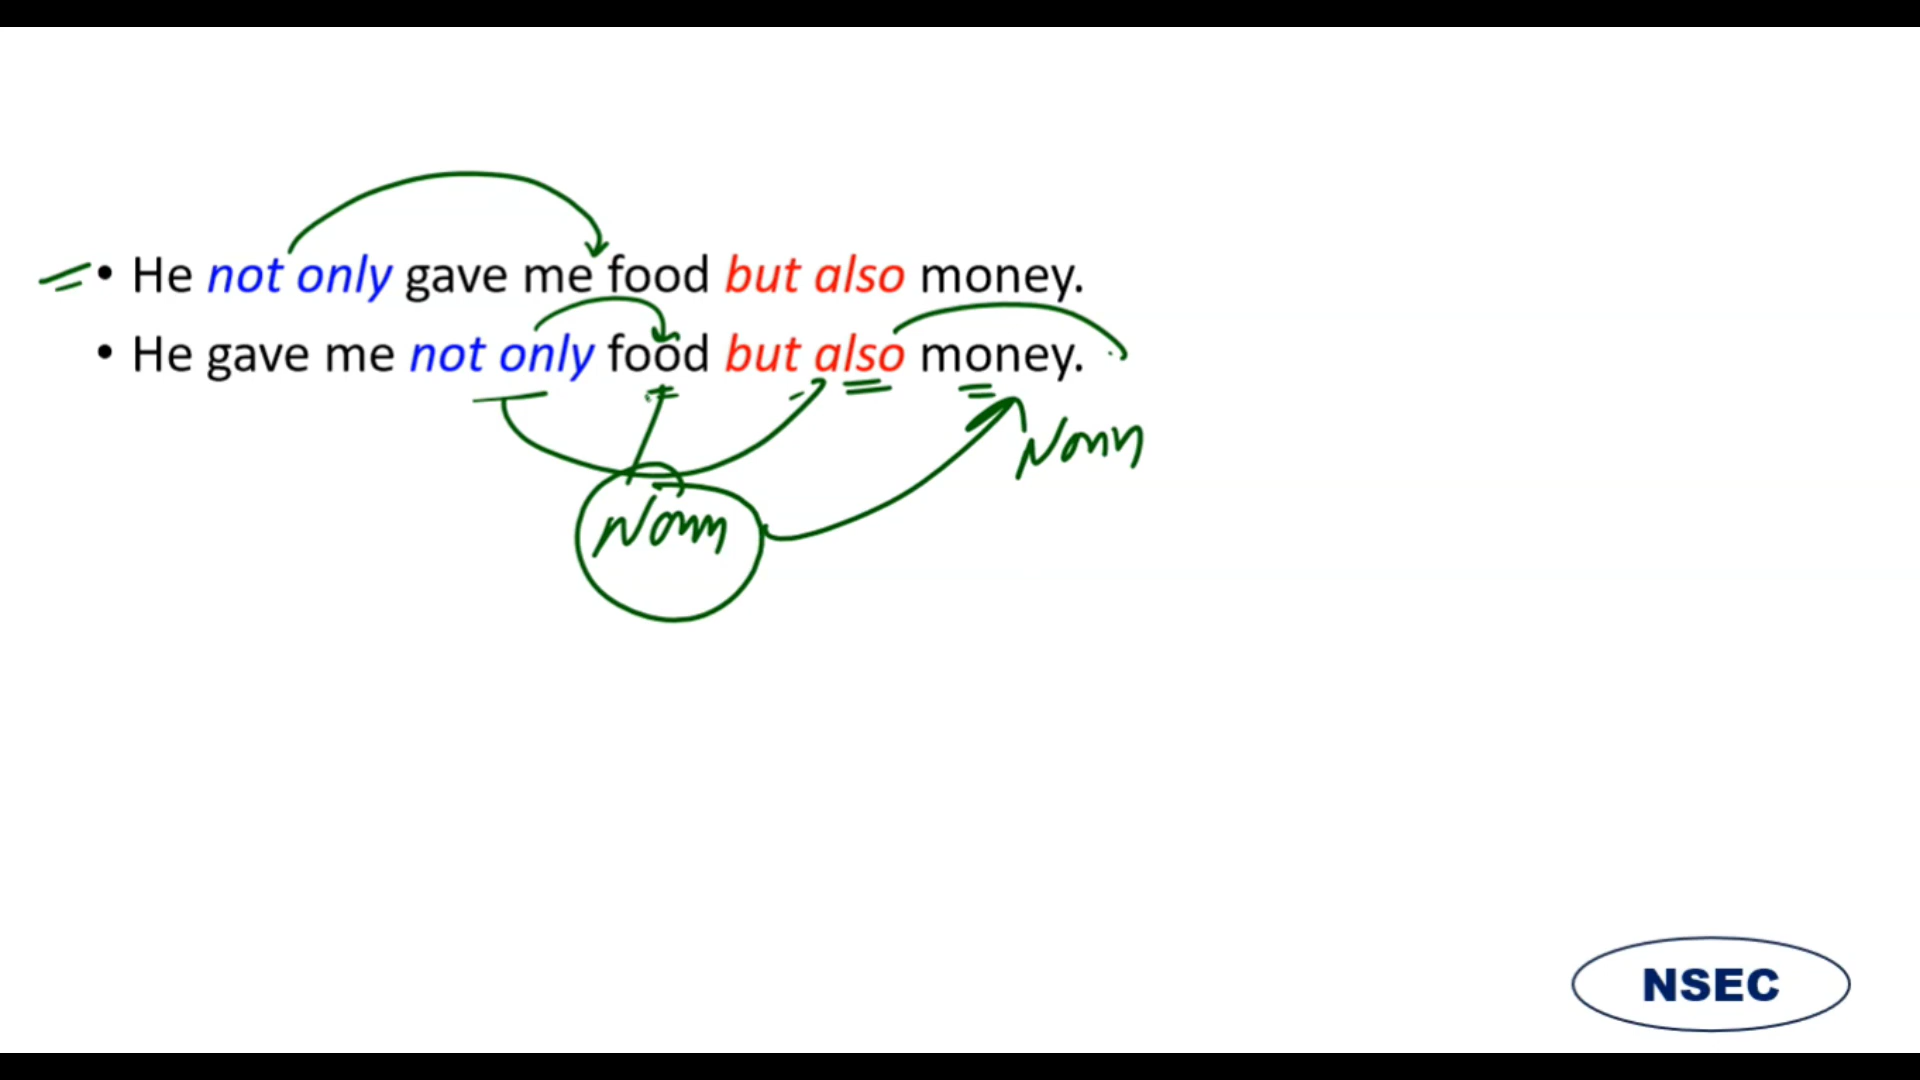 • He not only gave me food but also money.
• He gave me not only food but also money.
Noun
Noun
NSEC